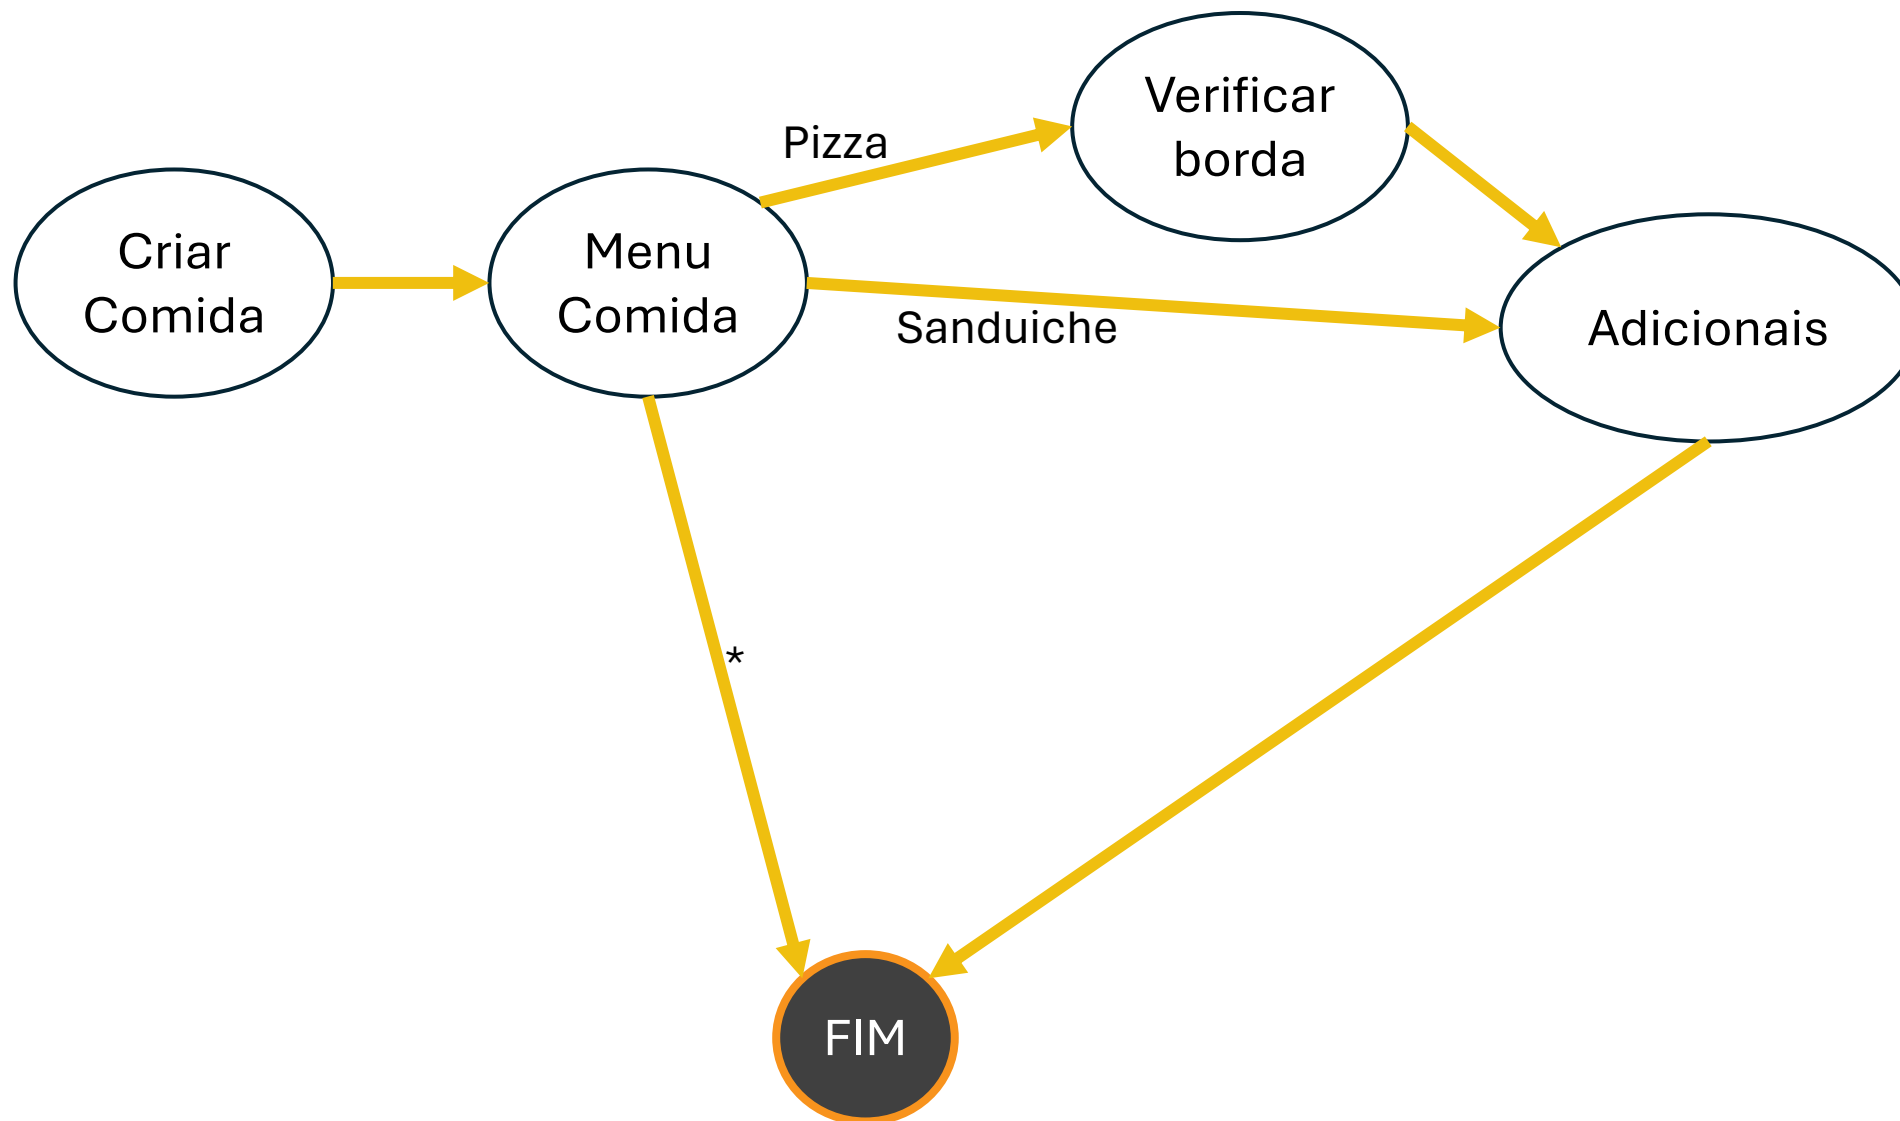 Criar
Comida
Menu
Comida
Pizza
Verificar
borda
Sanduiche
Adicionais
*
FIM